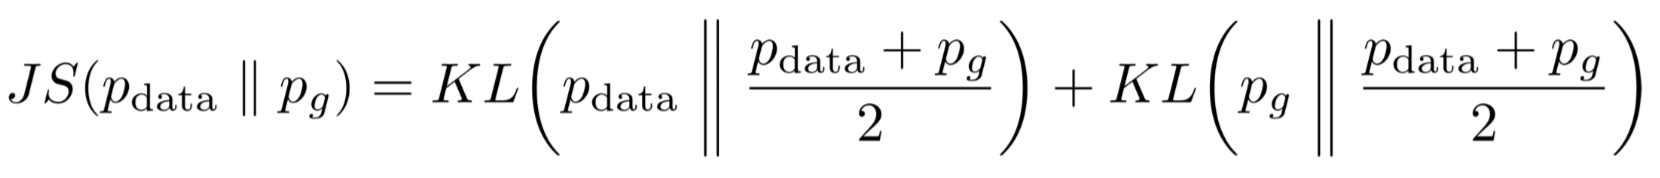 JS(p_data ∥ p_g) = KL(p_data ∥ (p_data + p_g)/2) + KL(p_g ∥ (p_data + p_g)/2)